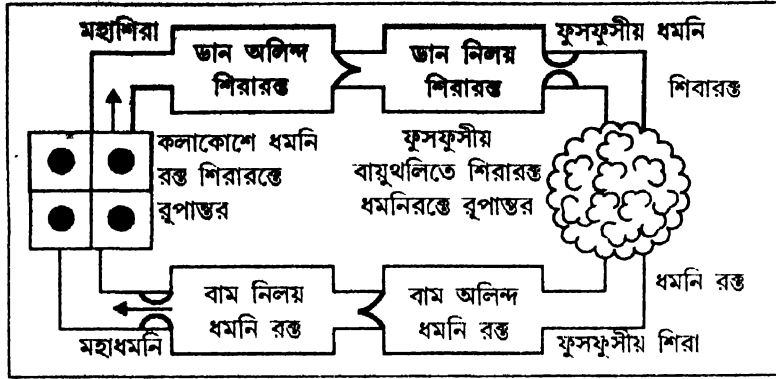 মহাশিরা
ডান অলিন্দ
শিরারক্ত
ডান নিলয়
শিরারক্ত
ফুসফুসীয় ধমনি
শিবারক্ত
কলাকোশে ধমনি
রক্ত শিরারক্তে
রূপান্তর
ফুসফুসীয়
বায়ুথলিতে শিরারক্ত
ধমনিরক্তে রূপান্তর
বাম নিলয়
ধমনি রক্ত
বাম অলিন্দ
ধমনি রক্ত
ধমনি রক্ত
মহাধমনি
ফুসফুসীয় শিরা